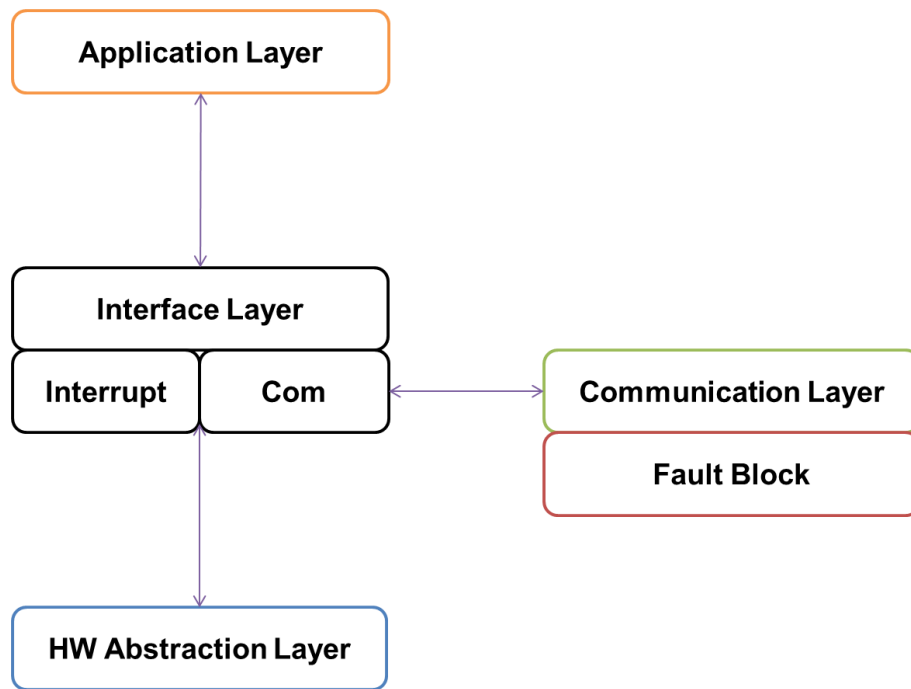 Application Layer
Interface Layer
Interrupt
Com
Communication Layer
Fault Block
HW Abstraction Layer